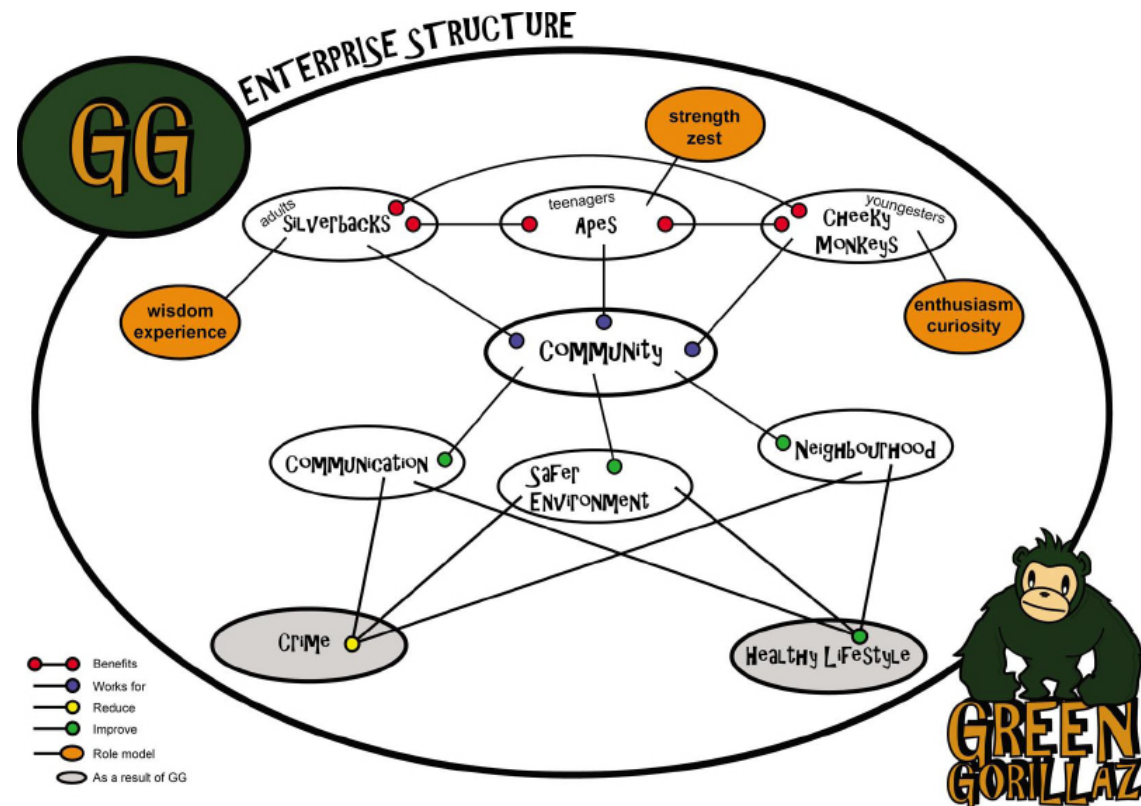 ENTERPRISE STRUCTURE
GG
strength
zest
adults
SILVERBACKS
teenagers
APES
youngesters
CHEEKY
MONKEYS
wisdom
experience
enthusiasm
curiosity
COMMUNITY
COMMUNICATION
SAFER
ENVIRONMENT
NEIGHBOURHOOD
CRIME
HEALTHY LIFESTYLE
Benefits
Works for
Reduce
Improve
Role model
As a result of GG
GREEN
GORILLAZ